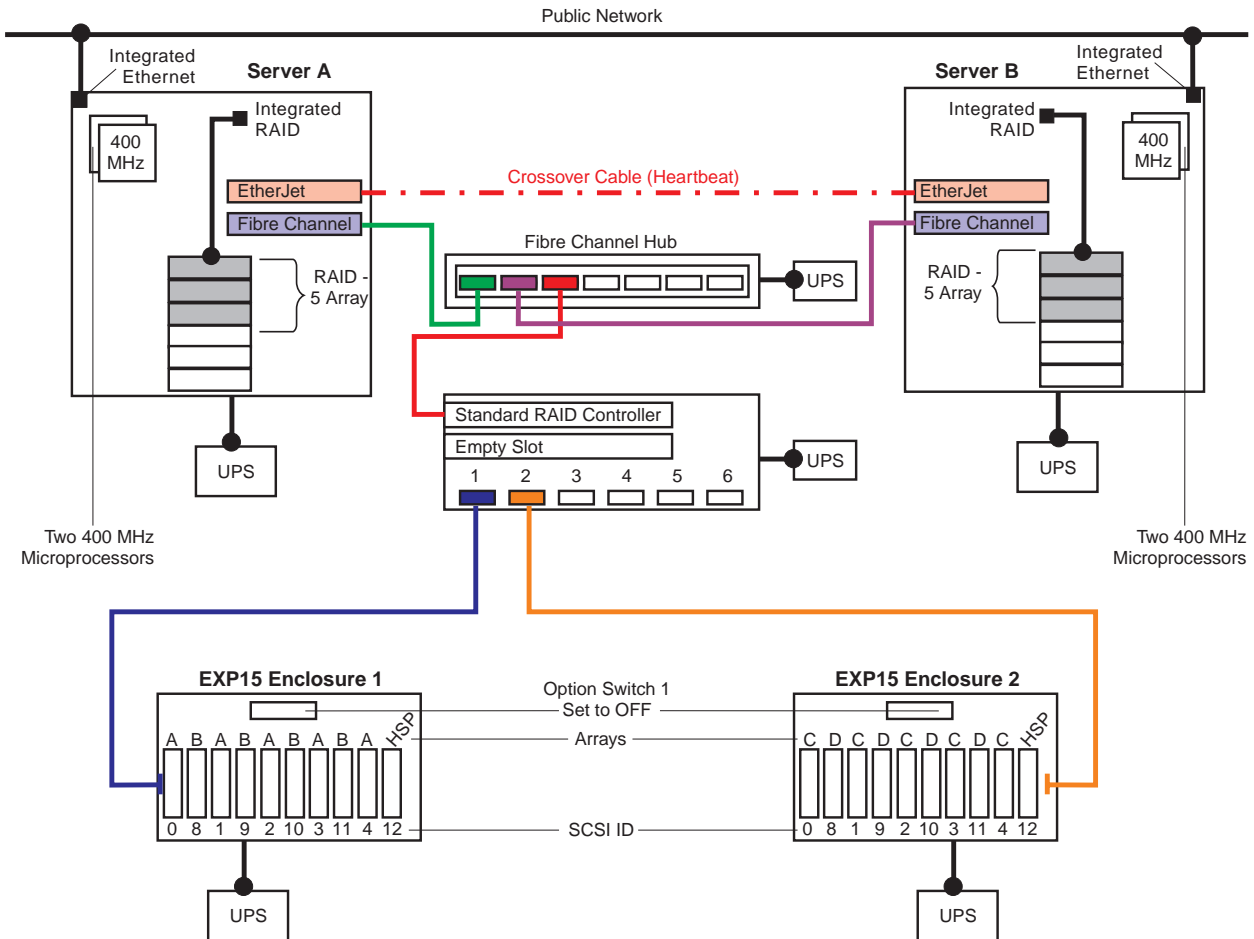 Public Network
Integrated
Ethernet
Server A
Integrated
RAID
400
MHz
EtherJet
Fibre Channel
RAID -
5 Array
UPS
Two 400 MHz
Microprocessors
Crossover Cable (Heartbeat)
Fibre Channel Hub
UPS
Standard RAID Controller
Empty Slot
1 2 3 4 5 6
UPS
Integrated
Ethernet
Server B
Integrated
RAID
400
MHz
EtherJet
Fibre Channel
RAID -
5 Array
UPS
Two 400 MHz
Microprocessors
EXP15 Enclosure 1
A B A B A B A B A HSP
0 8 1 9 2 10 3 11 4 12
UPS
Option Switch 1
Set to OFF
Arrays
SCSI ID
EXP15 Enclosure 2
C D C D C D C D C HSP
0 8 1 9 2 10 3 11 4 12
UPS